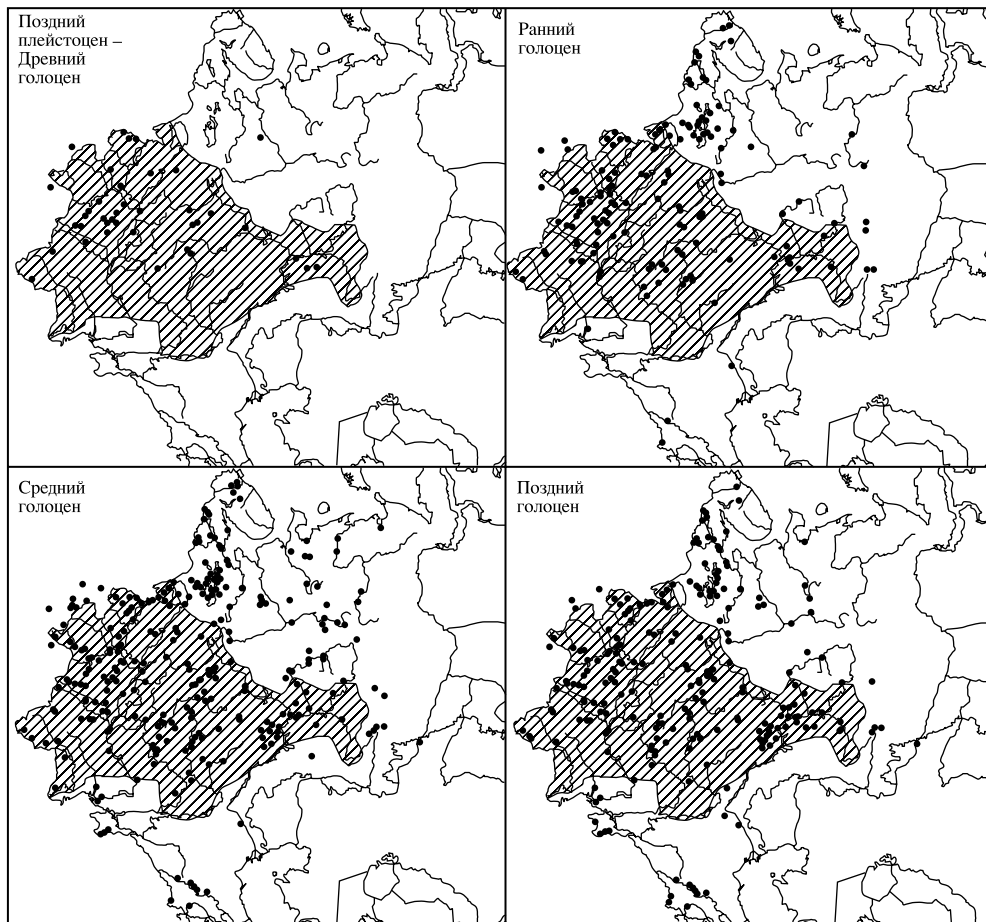 Поздний
плейстоцен –
Древний
голоцен
Ранний
голоцен
Средний
голоцен
Поздний
голоцен